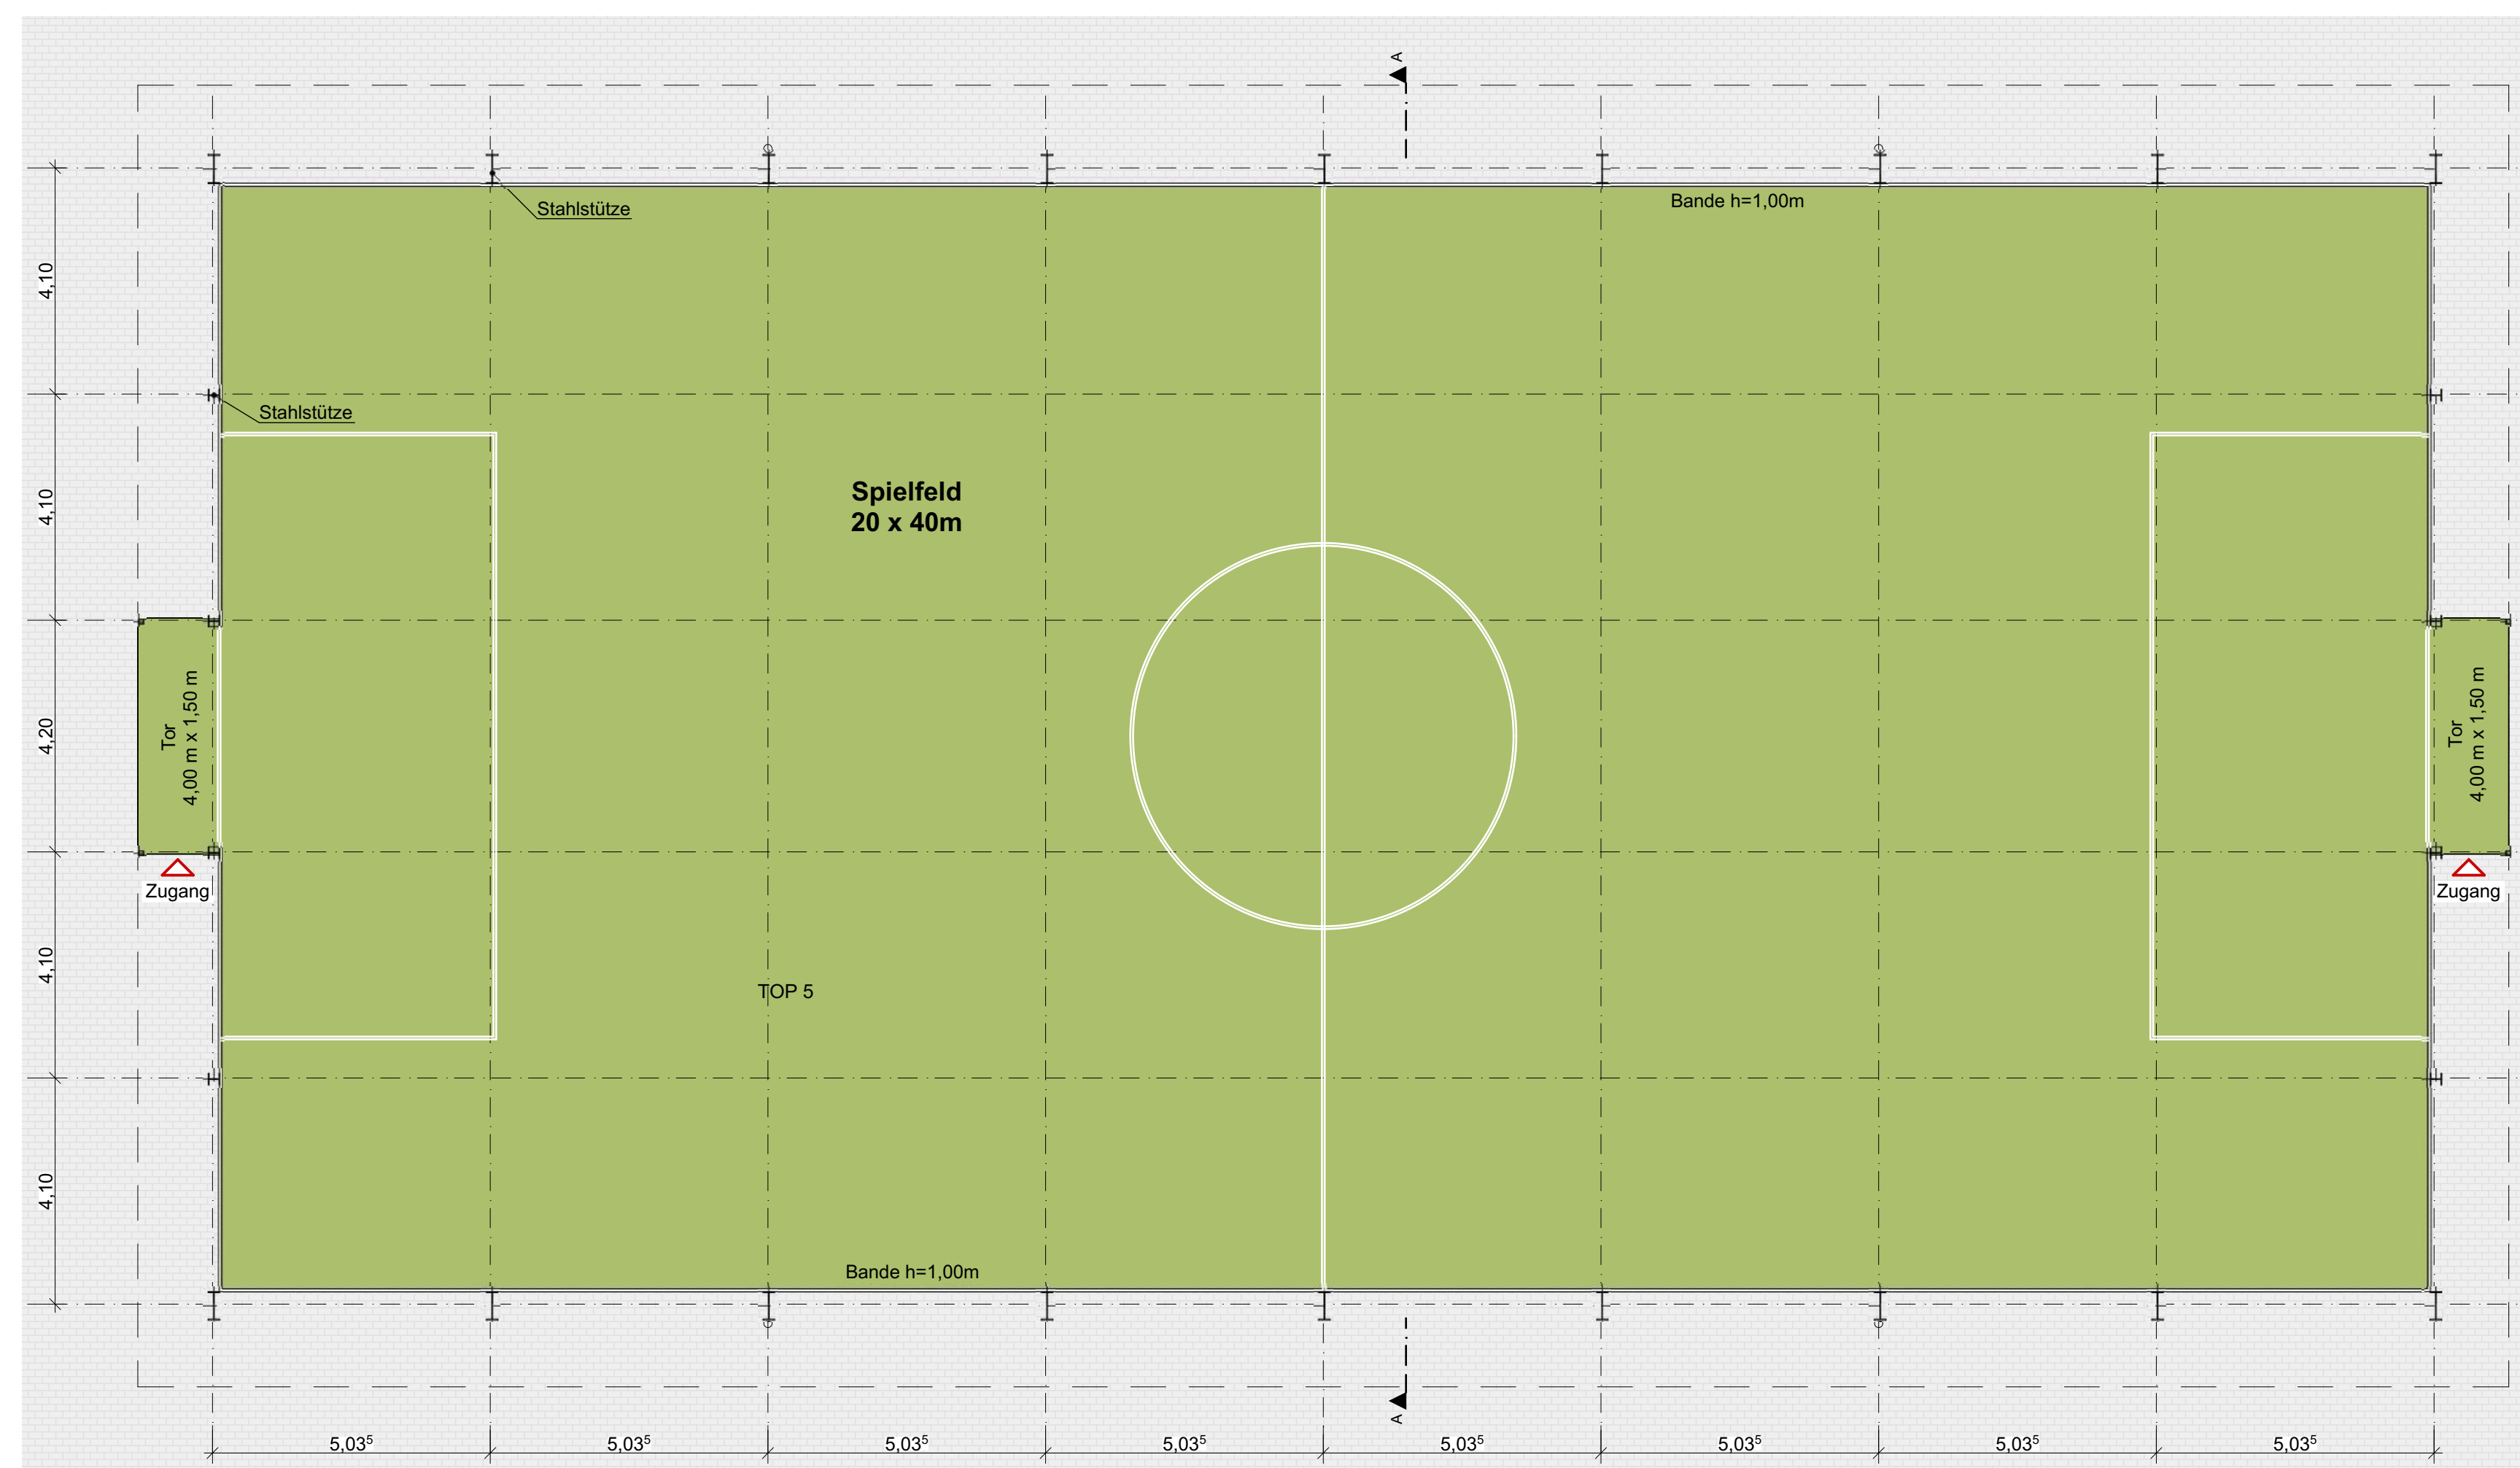 A
Stahlstütze
Bande h=1,00m
4,10
Stahlstütze
4,10
Spielfeld
20 x 40m
4,20
Tor
4,00 m x 1,50 m
Tor
4,00 m x 1,50 m
Zugang
Zugang
4,10
TOP 5
4,10
Bande h=1,00m
A
5,03⁵
5,03⁵
5,03⁵
5,03⁵
5,03⁵
5,03⁵
5,03⁵
5,03⁵